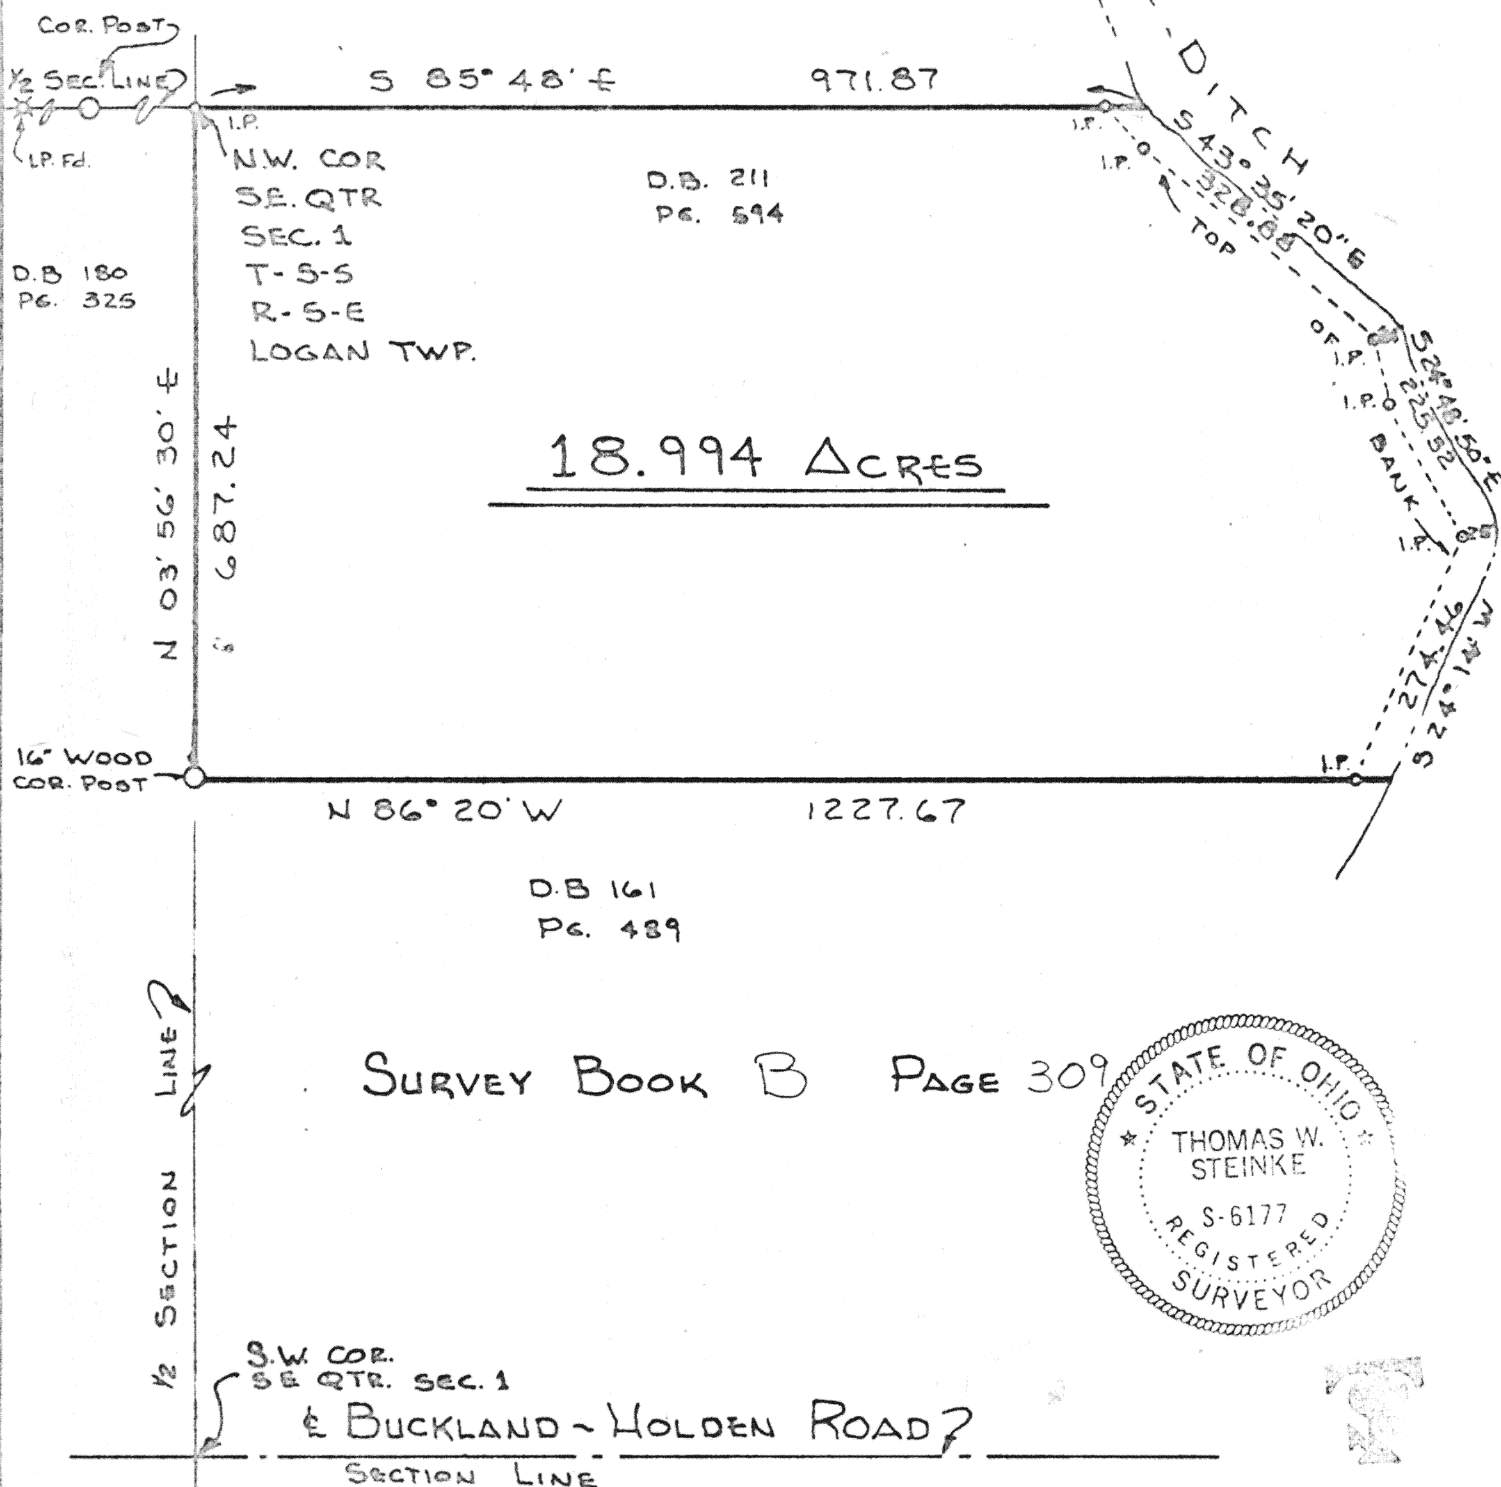 COR. POST
½ SEC. LINE
I.P. Fd.
S 85° 48' E
971.87
I.P.
I.P.
I.P.
DITCH
N.W. COR
SE. QTR
SEC. 1
T-5-S
R-5-E
LOGAN TWP.
D.B. 211
PG. 594
S 43° 35' 20" E
328.88
TOP
OF
BANK
D.B 180
PG. 325
I.P.
I.P.
I.P.
S 24° 48' 50" E
225.52
25
N 03° 56' 30' E
687.24
18.994 ACRES
274.46
S 24° 14' W
16" WOOD
COR. POST
I.P.
N 86° 20' W
1227.67
D.B 161
PG. 489
½ SECTION LINE
SURVEY BOOK B PAGE 309
STATE OF OHIO
THOMAS W.
STEINKE
S-6177
REGISTERED
SURVEYOR
S.W. COR.
SE QTR. SEC. 1
℄ BUCKLAND ~ HOLDEN ROAD
SECTION LINE